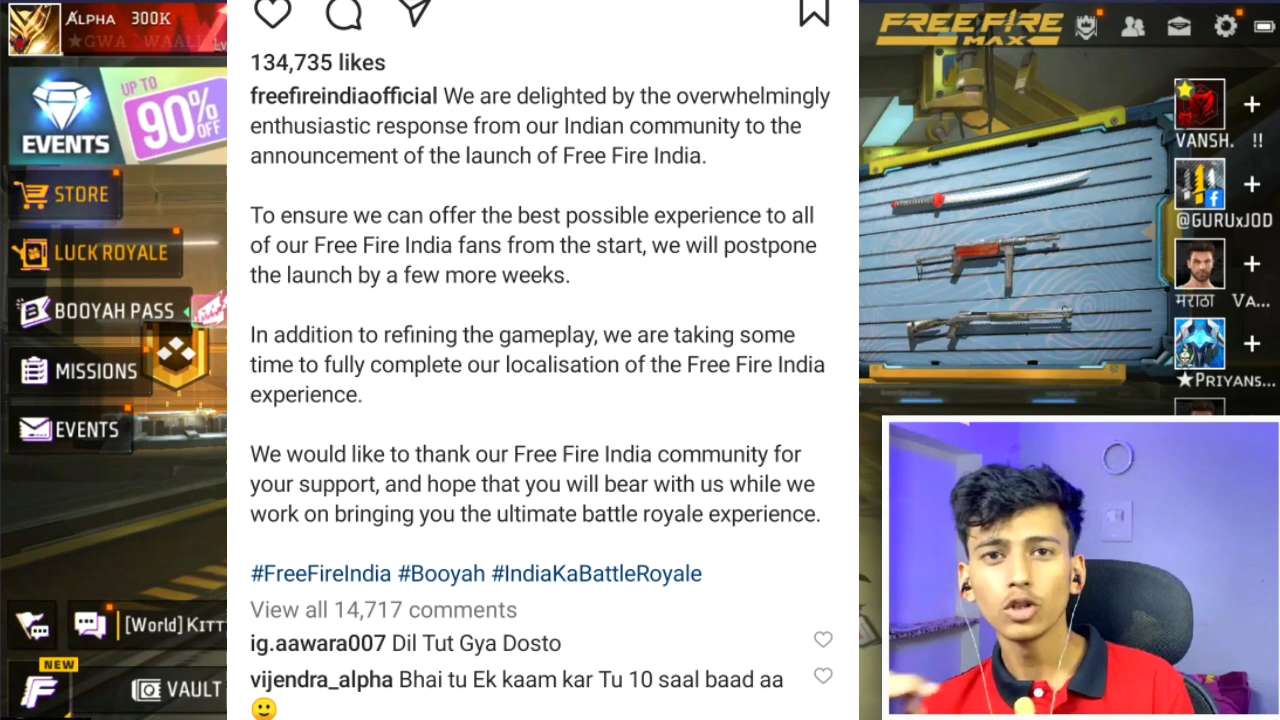 ALPHA 300K
★GWA WAALE
Lv
UP TO
90%
OFF
EVENTS
STORE
LUCK ROYALE
BOOYAH PASS
MISSIONS
EVENTS
[World] KITT
NEW
VAULT
134,735 likes
freefireindiaofficial We are delighted by the overwhelmingly
enthusiastic response from our Indian community to the
announcement of the launch of Free Fire India.
To ensure we can offer the best possible experience to all
of our Free Fire India fans from the start, we will postpone
the launch by a few more weeks.
In addition to refining the gameplay, we are taking some
time to fully complete our localisation of the Free Fire India
experience.
We would like to thank our Free Fire India community for
your support, and hope that you will bear with us while we
work on bringing you the ultimate battle royale experience.
#FreeFireIndia #Booyah #IndiaKaBattleRoyale
View all 14,717 comments
ig.aawara007 Dil Tut Gya Dosto
vijendra_alpha Bhai tu Ek kaam kar Tu 10 saal baad aa
🙂
FREE FIRE
MAX
VANSH. !!
@GURUxJOD
मराठा VA...
★PRIYANS...